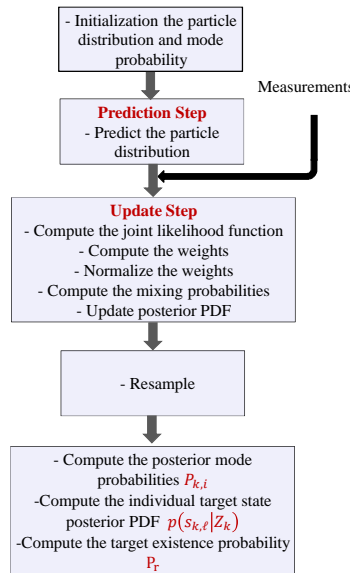 - Initialization the particle
distribution and mode
probability
Measurements
Prediction Step
- Predict the particle
distribution
Update Step
- Compute the joint likelihood function
- Compute the weights
- Normalize the weights
- Compute the mixing probabilities
- Update posterior PDF
- Resample
- Compute the posterior mode
probabilities P_{k,i}
-Compute the individual target state
posterior PDF p(s_{k,ℓ}|Z_k)
-Compute the target existence probability
P_r